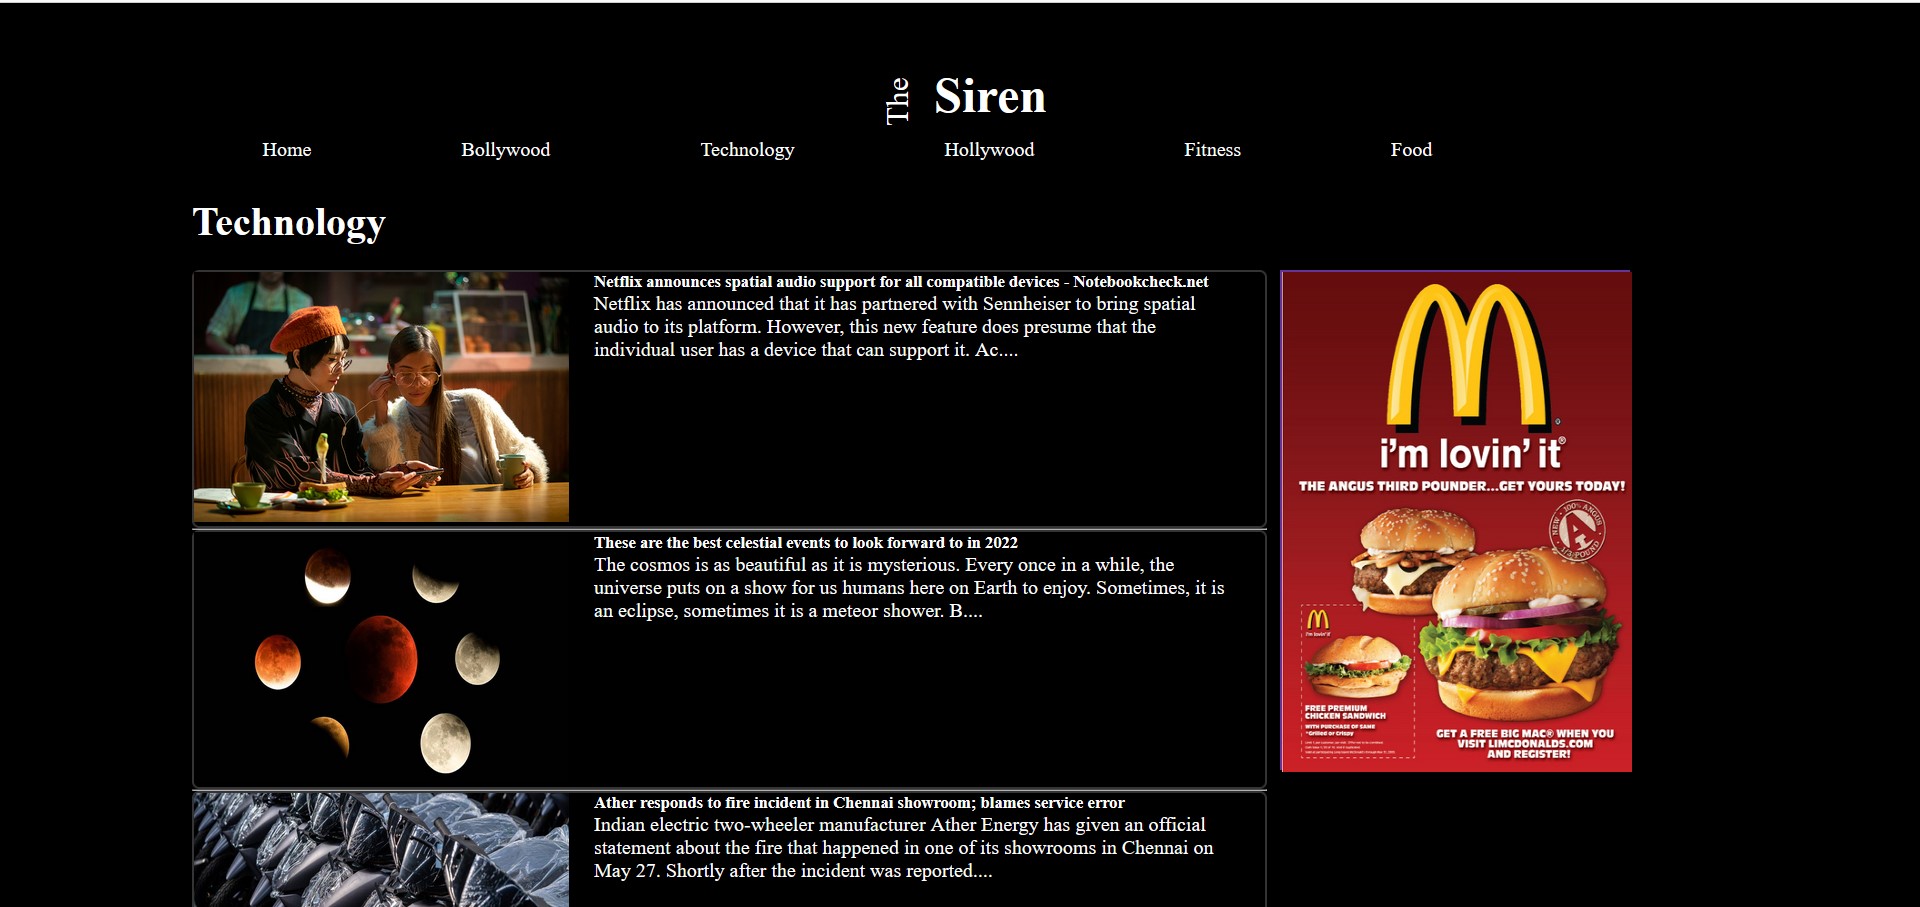 The Siren
Home Bollywood Technology Hollywood Fitness Food
Technology
Netflix announces spatial audio support for all compatible devices - Notebookcheck.net
Netflix has announced that it has partnered with Sennheiser to bring spatial
audio to its platform. However, this new feature does presume that the
individual user has a device that can support it. Ac....
These are the best celestial events to look forward to in 2022
The cosmos is as beautiful as it is mysterious. Every once in a while, the
universe puts on a show for us humans here on Earth to enjoy. Sometimes, it is
an eclipse, sometimes it is a meteor shower. B....
Ather responds to fire incident in Chennai showroom; blames service error
Indian electric two-wheeler manufacturer Ather Energy has given an official
statement about the fire that happened in one of its showrooms in Chennai on
May 27. Shortly after the incident was reported....
i'm lovin' it®
THE ANGUS THIRD POUNDER...GET YOURS TODAY!
NEW · 100% ANGUS
A
1/3 POUND
i'm lovin' it
FREE PREMIUM
CHICKEN SANDWICH
WITH PURCHASE OF SAME
*Grilled or Crispy
GET A FREE BIG MAC® WHEN YOU
VISIT LIMCDONALDS.COM
AND REGISTER!